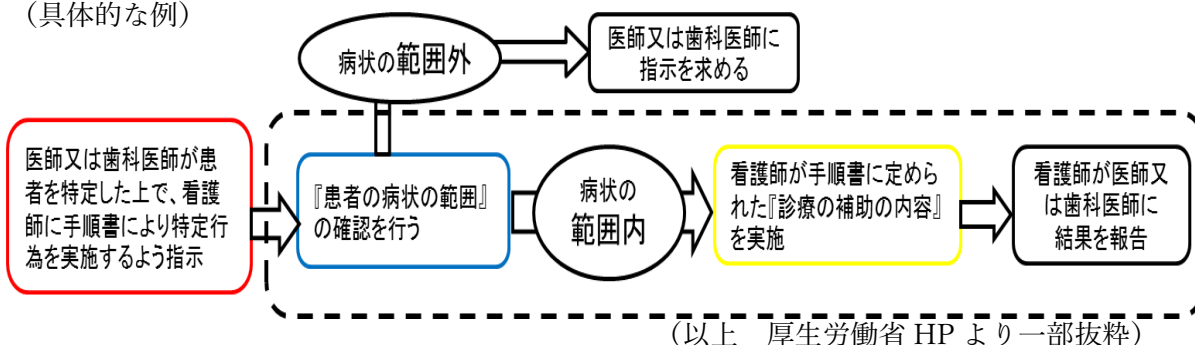 （具体的な例）
病状の範囲外
医師又は歯科医師に
指示を求める
医師又は歯科医師が患
者を特定した上で、看護
師に手順書により特定行
為を実施するよう指示
『患者の病状の範囲』
の確認を行う
病状の
範囲内
看護師が手順書に定めら
れた『診療の補助の内容』
を実施
看護師が医師又
は歯科医師に
結果を報告
（以上　厚生労働省 HP より一部抜粋）